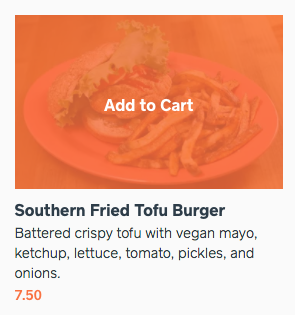 Add to Cart
Southern Fried Tofu Burger
Battered crispy tofu with vegan mayo,
ketchup, lettuce, tomato, pickles, and
onions.
7.50